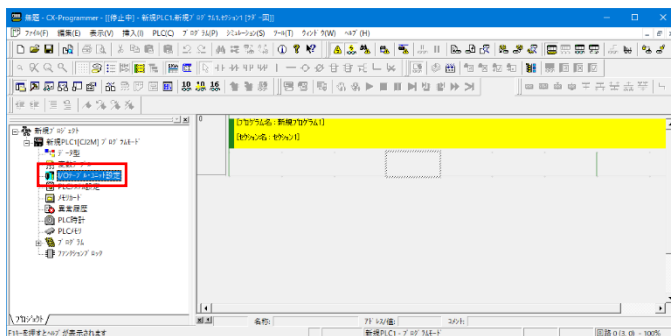 無題 - CX-Programmer - [[停止中] - 新規PLC1.新規プログラム1.セクション1 [ラダー図]]
ファイル(F) 編集(E) 表示(V) 挿入(I) PLC(C) プログラム(P) シミュレーション(S) ツール(T) ウィンドウ(W) ヘルプ(H)
新規プロジェクト
新規PLC1[CJ2M] プログラムモード
データ型
I/Oテーブル・ユニット設定
PLCシステム設定
メモリカード
異常履歴
PLC時計
PLCメモリ
プログラム
ファンクションブロック
プロジェクト
0
[プログラム名 : 新規プログラム1]
[セクション名 : セクション1]
名称:
アドレス/値:
コメント:
F1キーを押すとヘルプが表示されます
新規PLC1 - プログラムモード
回路 0 (3, 0) - 100%